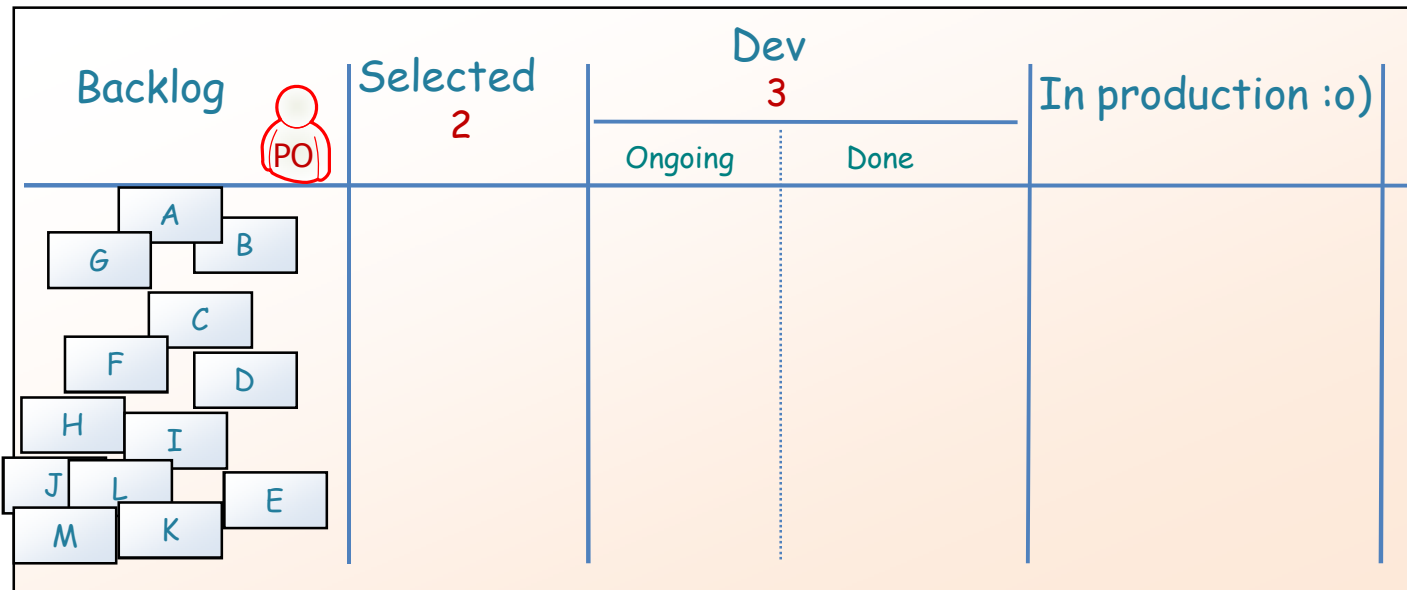 Backlog
PO
Selected
2
Dev
3
Ongoing
Done
In production :o)
A
B
G
C
F
D
H
I
J
L
E
K
M